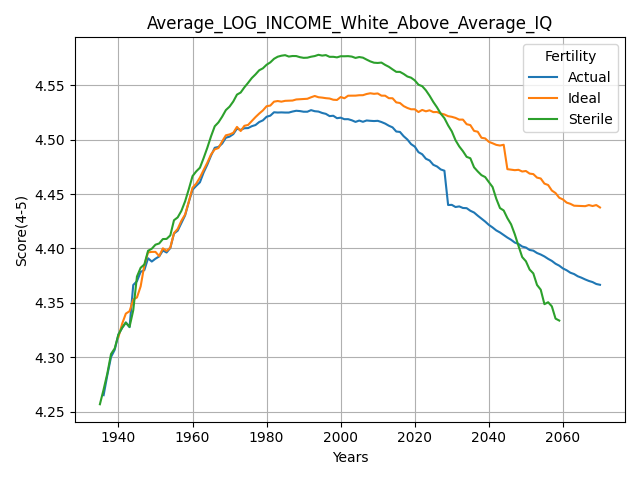 Average_LOG_INCOME_White_Above_Average_IQ
Fertility
Actual
Ideal
Sterile
Score(4-5)
4.55
4.50
4.45
4.40
4.35
4.30
4.25
1940 1960 1980 2000 2020 2040 2060
Years